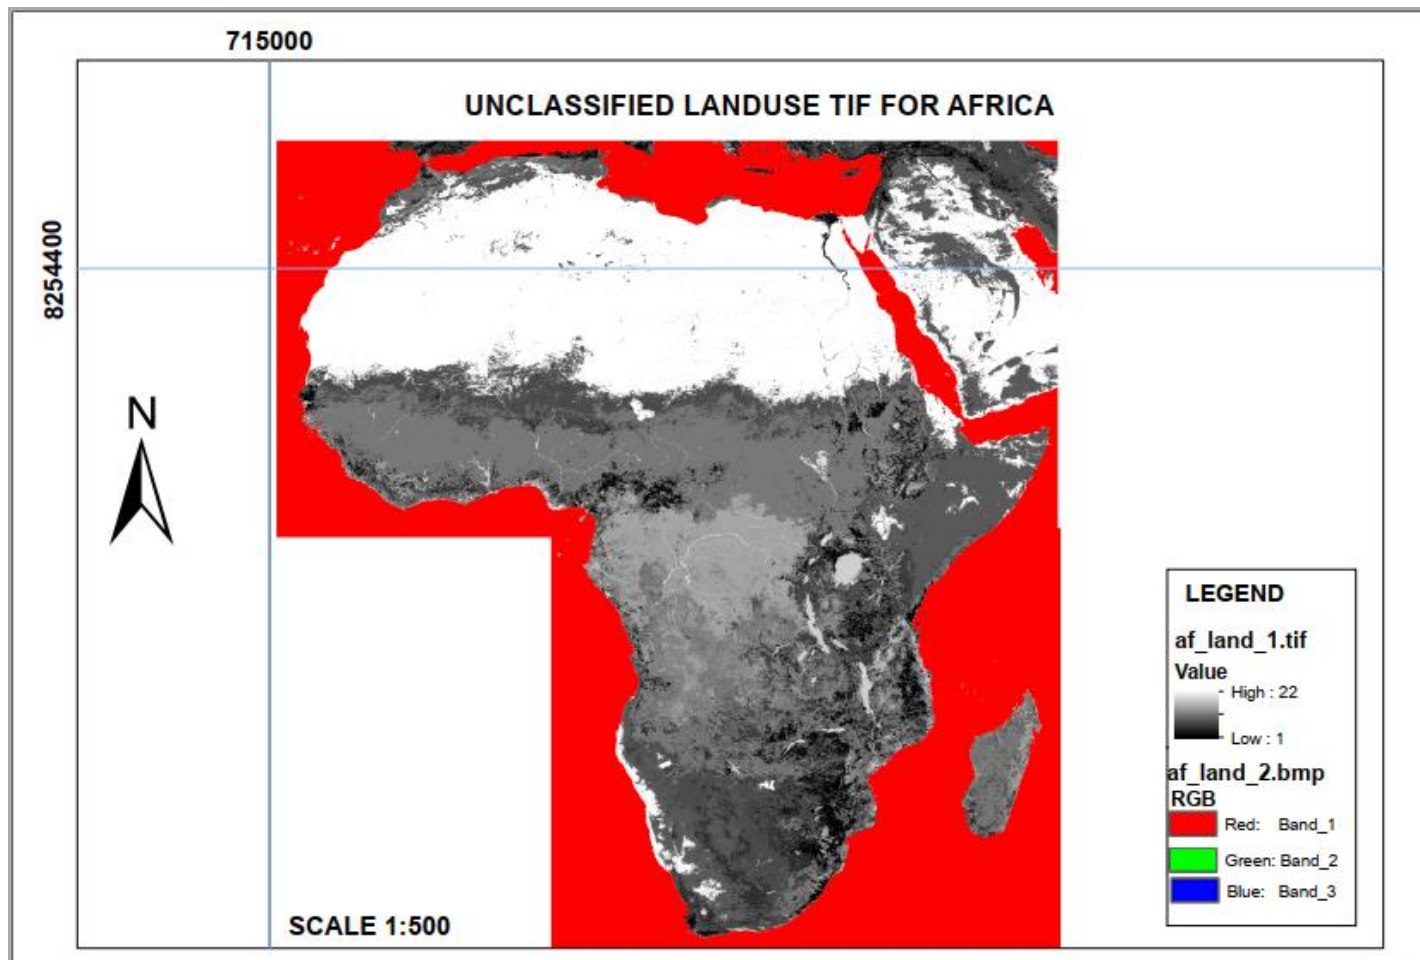 715000
UNCLASSIFIED LANDUSE TIF FOR AFRICA
8254400
N
LEGEND
af_land_1.tif
Value
High : 22
Low : 1
af_land_2.bmp
RGB
Red: Band_1
Green: Band_2
Blue: Band_3
SCALE 1:500